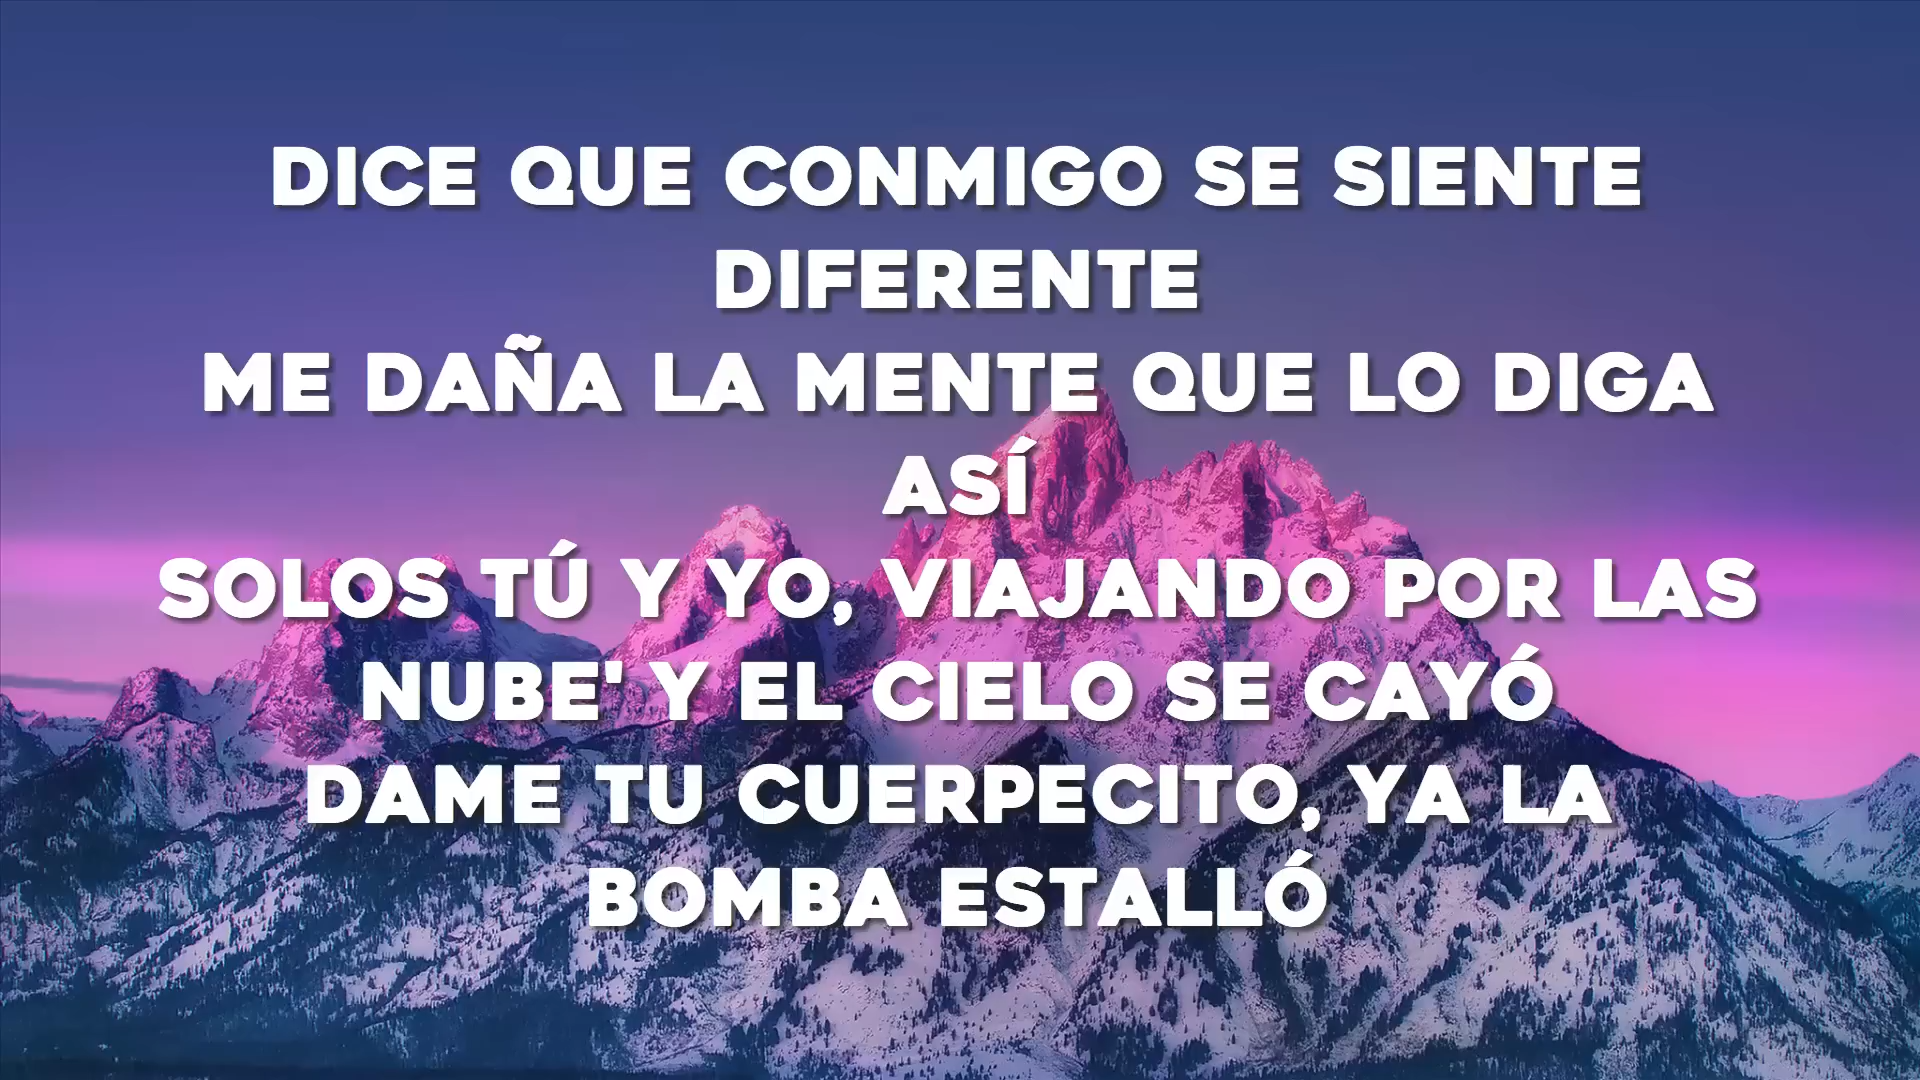 DICE QUE CONMIGO SE SIENTE
DIFERENTE
ME DAÑA LA MENTE QUE LO DIGA
ASÍ
SOLOS TÚ Y YO, VIAJANDO POR LAS
NUBE' Y EL CIELO SE CAYÓ
DAME TU CUERPECITO, YA LA
BOMBA ESTALLÓ